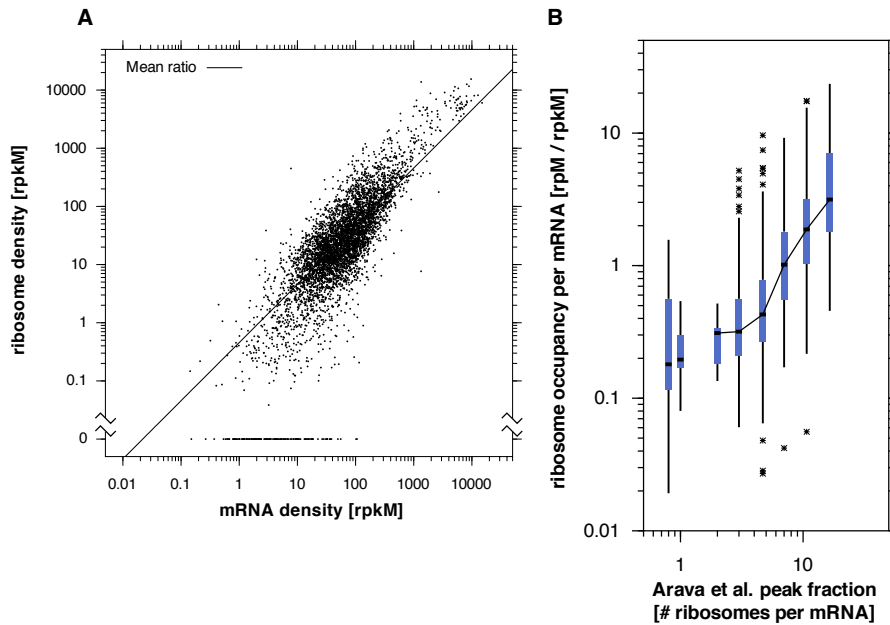 A
B
Mean ratio
10000
1000
100
10
1
0.1
0
ribosome density [rpkM]
0.01
0.1
1
10
100
1000
10000
mRNA density [rpkM]
10
1
0.1
0.01
ribosome occupancy per mRNA [rpM / rpkM]
1
10
Arava et al. peak fraction
[# ribosomes per mRNA]